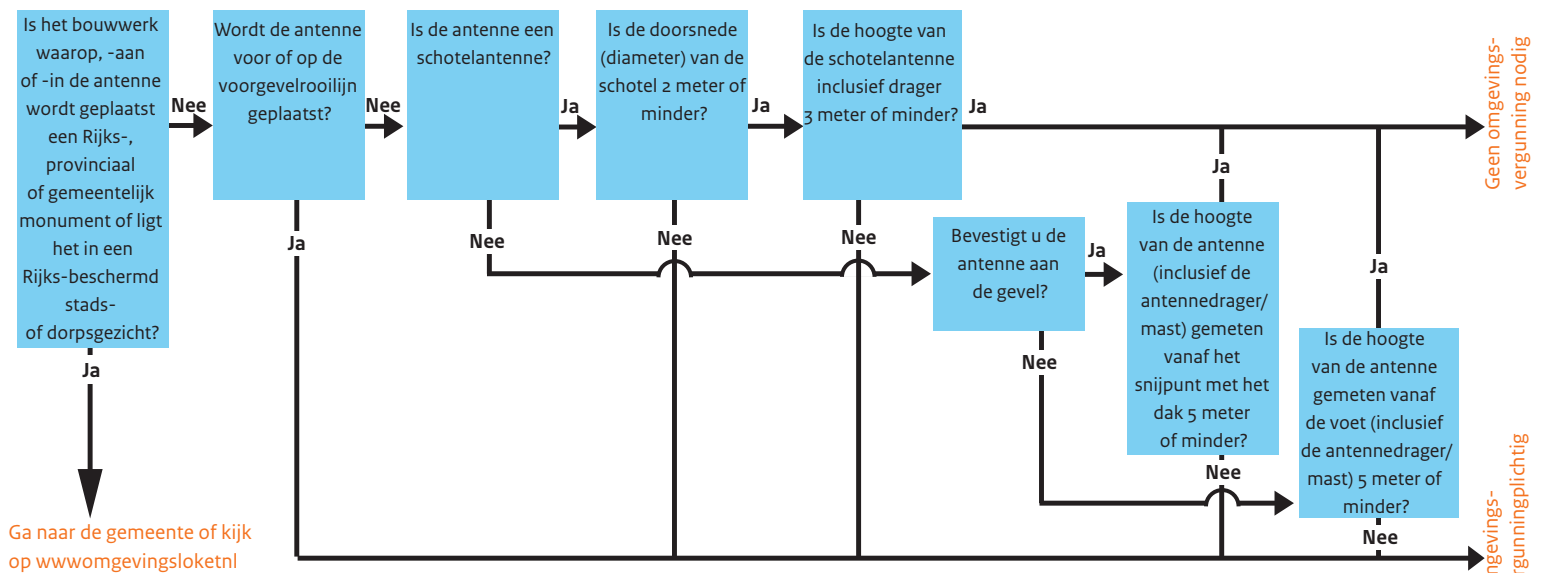 Is het bouwwerk
waarop, -aan
of -in de antenne
wordt geplaatst
een Rijks-,
provinciaal
of gemeentelijk
monument of ligt
het in een
Rijks-beschermd
stads-
of dorpsgezicht?
Nee
Ja
Ga naar de gemeente of kijk
op wwwomgevingsloketnl
Wordt de antenne
voor of op de
voorgevelrooilijn
geplaatst?
Nee
Ja
Is de antenne een
schotelantenne?
Ja
Nee
Is de doorsnede
(diameter) van de
schotel 2 meter of
minder?
Ja
Nee
Is de hoogte van
de schotelantenne
inclusief drager
3 meter of minder?
Ja
Nee
Bevestigt u de
antenne aan
de gevel?
Ja
Nee
Ja
Is de hoogte
van de antenne
(inclusief de
antennedrager/
mast) gemeten
vanaf het
snijpunt met het
dak 5 meter
of minder?
Nee
Ja
Is de hoogte
van de antenne
gemeten vanaf
de voet (inclusief
de antennedrager/
mast) 5 meter of
minder?
Nee
Geen omgevings-
vergunning nodig
ngevings-
rgunningplichtig